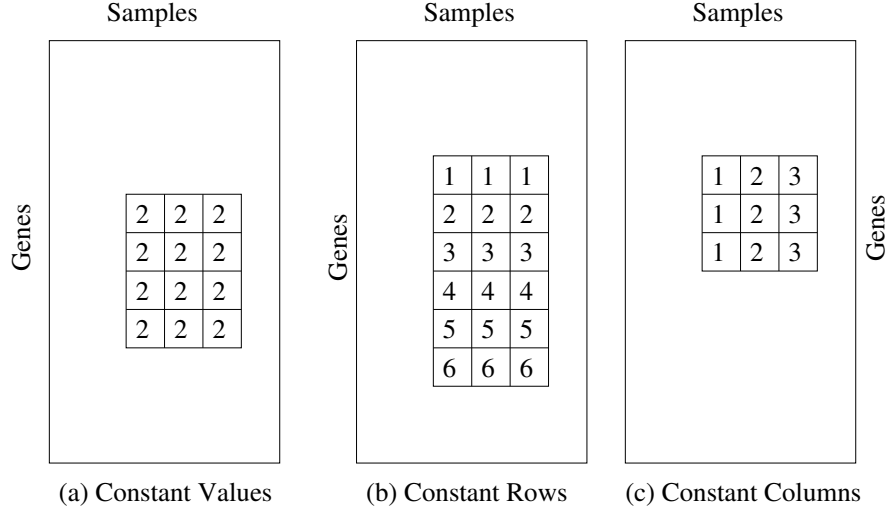 Samples Samples Samples
Genes
2 2 2
2 2 2
2 2 2
2 2 2
(a) Constant Values
Genes
1 1 1
2 2 2
3 3 3
4 4 4
5 5 5
6 6 6
(b) Constant Rows
1 2 3
1 2 3
1 2 3
Genes
(c) Constant Columns